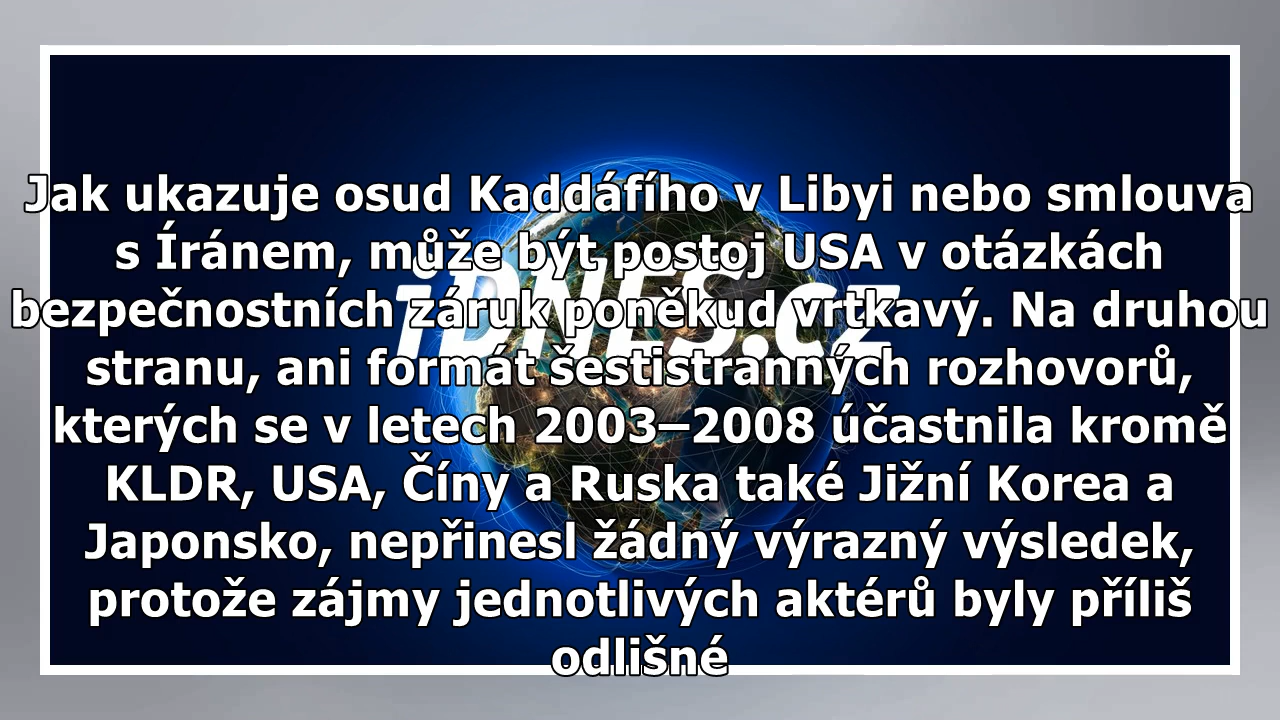 Jak ukazuje osud Kaddáfího v Libyi nebo smlouva
s Íránem, může být postoj USA v otázkách
bezpečnostních záruk poněkud vrtkavý. Na druhou
stranu, ani formát šestistranných rozhovorů,
kterých se v letech 2003–2008 účastnila kromě
KLDR, USA, Číny a Ruska také Jižní Korea a
Japonsko, nepřinesl žádný výrazný výsledek,
protože zájmy jednotlivých aktérů byly příliš
odlišné
iDNES.cz